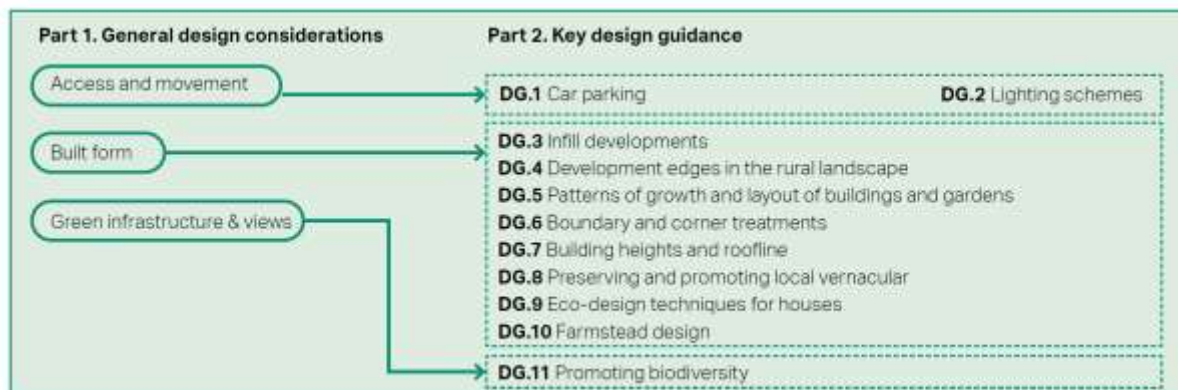 Part 1. General design considerations
Part 2. Key design guidance
Access and movement
DG.1 Car parking
DG.2 Lighting schemes
Built form
DG.3 Infill developments
DG.4 Development edges in the rural landscape
DG.5 Patterns of growth and layout of buildings and gardens
DG.6 Boundary and corner treatments
DG.7 Building heights and roofline
DG.8 Preserving and promoting local vernacular
DG.9 Eco-design techniques for houses
DG.10 Farmstead design
Green infrastructure & views
DG.11 Promoting biodiversity